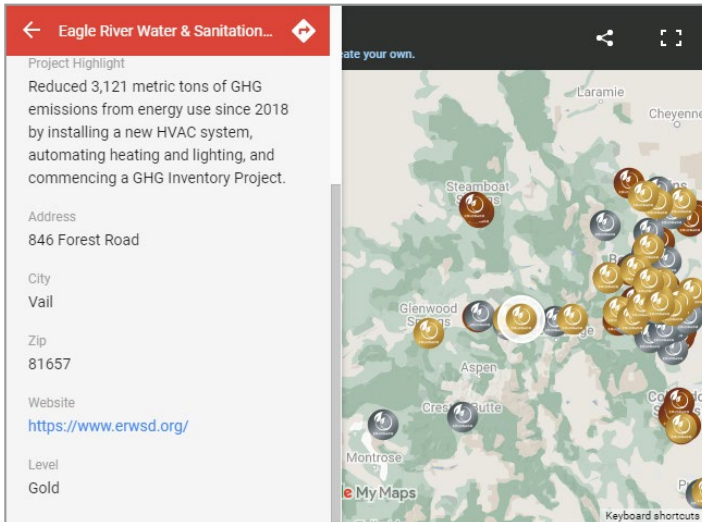 Eagle River Water & Sanitation...
Project Highlight
Reduced 3,121 metric tons of GHG
emissions from energy use since 2018
by installing a new HVAC system,
automating heating and lighting, and
commencing a GHG Inventory Project.
Address
846 Forest Road
City
Vail
Zip
81657
Website
https://www.erwsd.org/
Level
Gold
eate your own.
Laramie
Cheyenne
Steamboat
Glenwood
Springs
Aspen
Crested Butte
Montrose
e My Maps
Keyboard shortcuts